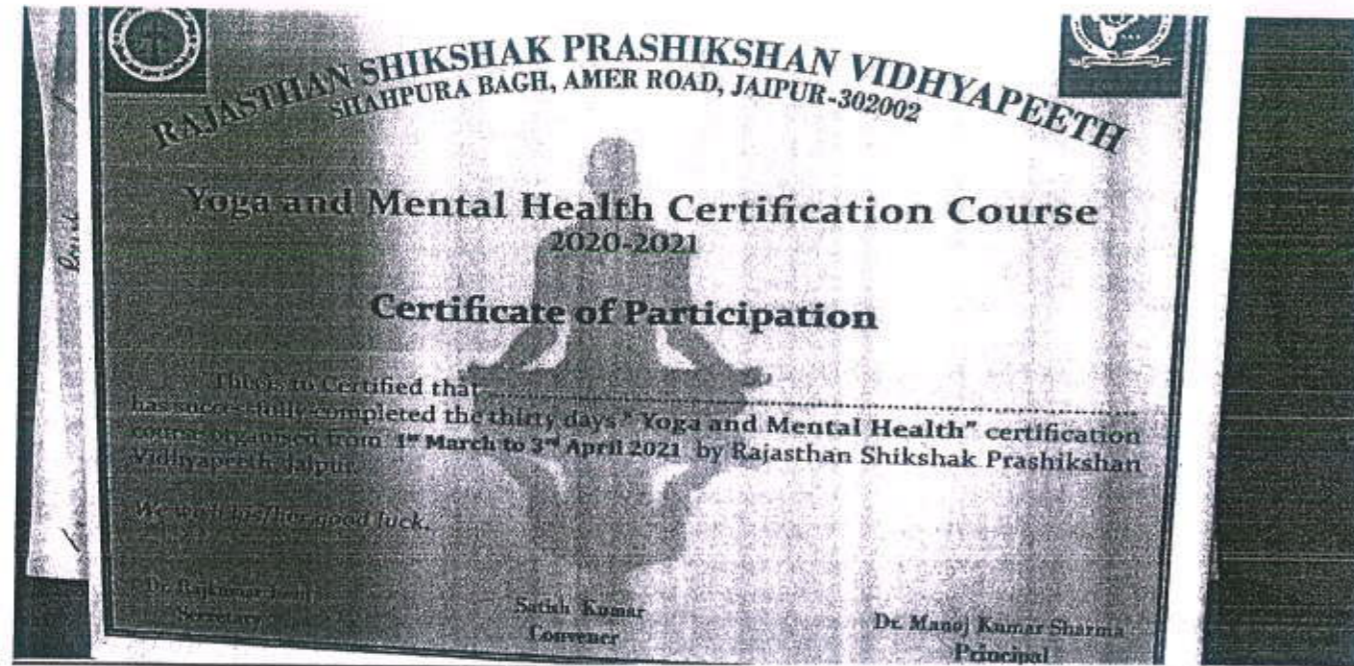 RAJASTHAN SHIKSHAK PRASHIKSHAN VIDHYAPEETH
SHAHPURA BAGH, AMER ROAD, JAIPUR-302002
Yoga and Mental Health Certification Course
2020-2021
Certificate of Participation
This is to Certified that
has successfully completed the thirty days " Yoga and Mental Health" certification
course organised from 1st March to 3rd April 2021 by Rajasthan Shikshak Prashikshan
Vidhyapeeth, Jaipur
We wish his/her good luck.
Dr. Rajkumar
Secretary
Satish Kumar
Convener
Dr. Manoj Kumar Sharma
Principal